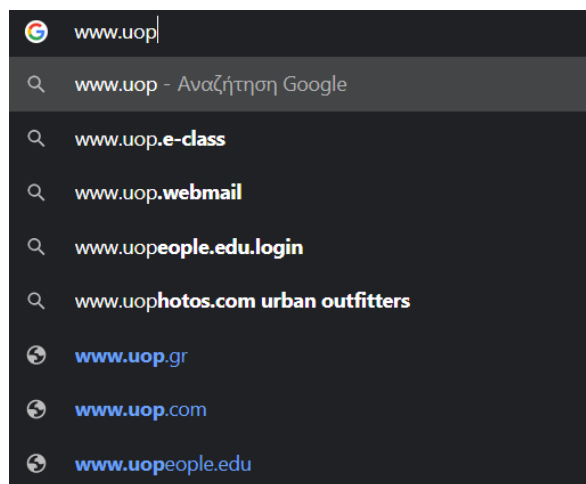 www.uop
www.uop - Αναζήτηση Google
www.uop.e-class
www.uop.webmail
www.uopeople.edu.login
www.uophotos.com urban outfitters
www.uop.gr
www.uop.com
www.uopeople.edu